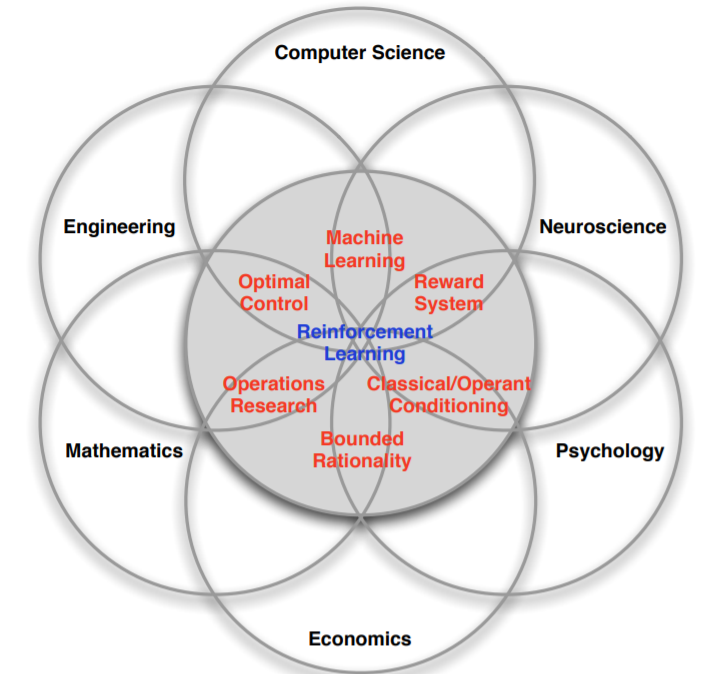 Computer Science
Engineering
Neuroscience
Machine
Learning
Optimal
Control
Reward
System
Reinforcement
Learning
Operations
Research
Classical/Operant
Conditioning
Bounded
Rationality
Mathematics
Psychology
Economics